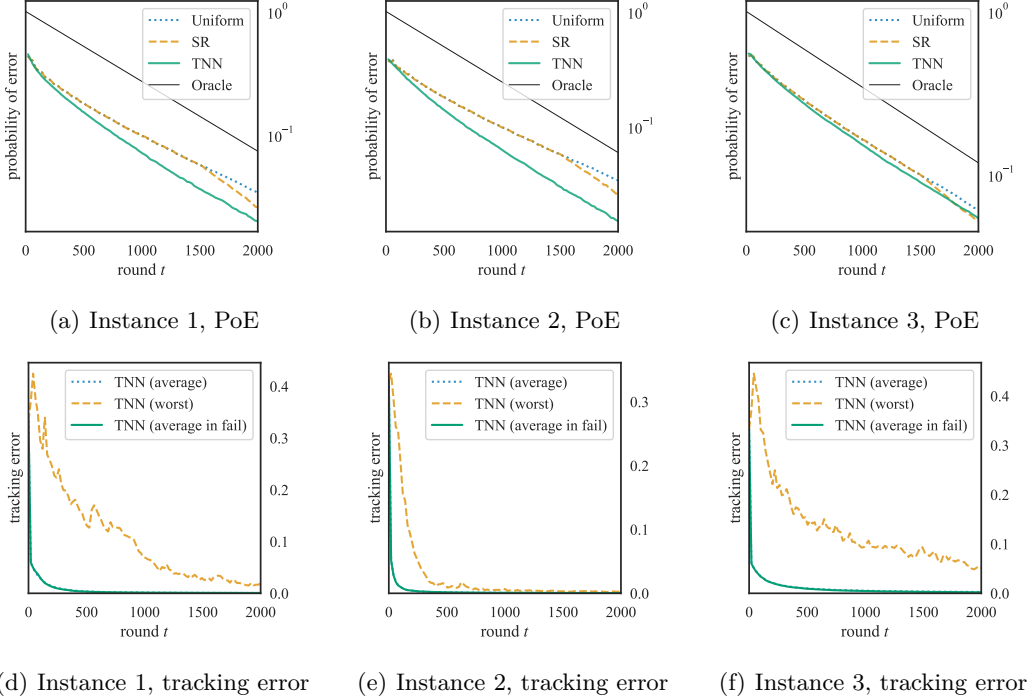 10⁰
10⁻¹
probability of error
Uniform
SR
TNN
Oracle
0 500 1000 1500 2000
round t
(a) Instance 1, PoE
10⁰
10⁻¹
probability of error
Uniform
SR
TNN
Oracle
0 500 1000 1500 2000
round t
(b) Instance 2, PoE
10⁰
10⁻¹
probability of error
Uniform
SR
TNN
Oracle
0 500 1000 1500 2000
round t
(c) Instance 3, PoE
TNN (average)
TNN (worst)
TNN (average in fail)
0.4
0.3
0.2
0.1
0.0
tracking error
0 500 1000 1500 2000
round t
(d) Instance 1, tracking error
TNN (average)
TNN (worst)
TNN (average in fail)
0.3
0.2
0.1
0.0
tracking error
0 500 1000 1500 2000
round t
(e) Instance 2, tracking error
TNN (average)
TNN (worst)
TNN (average in fail)
0.4
0.3
0.2
0.1
0.0
tracking error
0 500 1000 1500 2000
round t
(f) Instance 3, tracking error